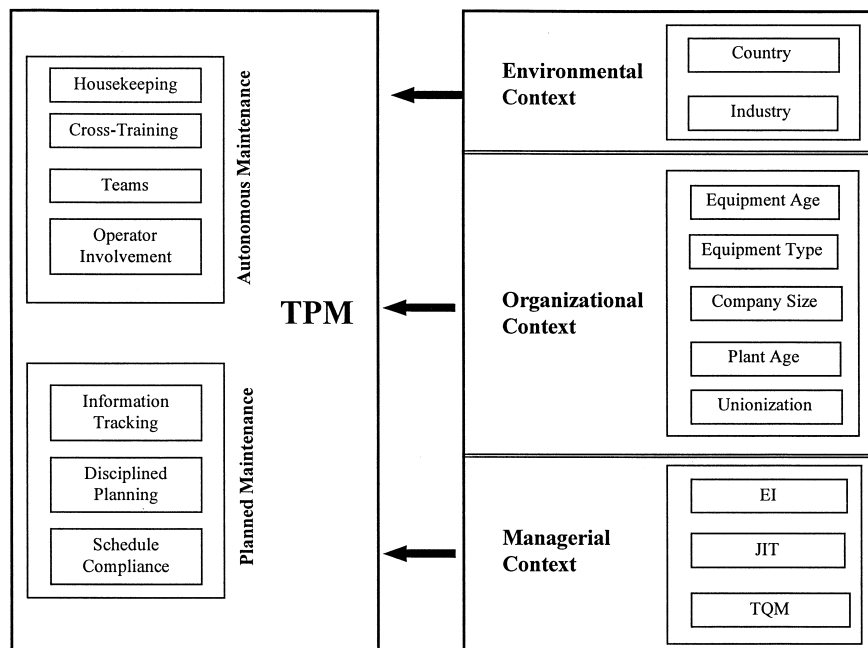 Housekeeping
Cross-Training
Teams
Operator
Involvement
Autonomous Maintenance
TPM
Information
Tracking
Disciplined
Planning
Schedule
Compliance
Planned Maintenance
Environmental
Context
Country
Industry
Organizational
Context
Equipment Age
Equipment Type
Company Size
Plant Age
Unionization
Managerial
Context
EI
JIT
TQM